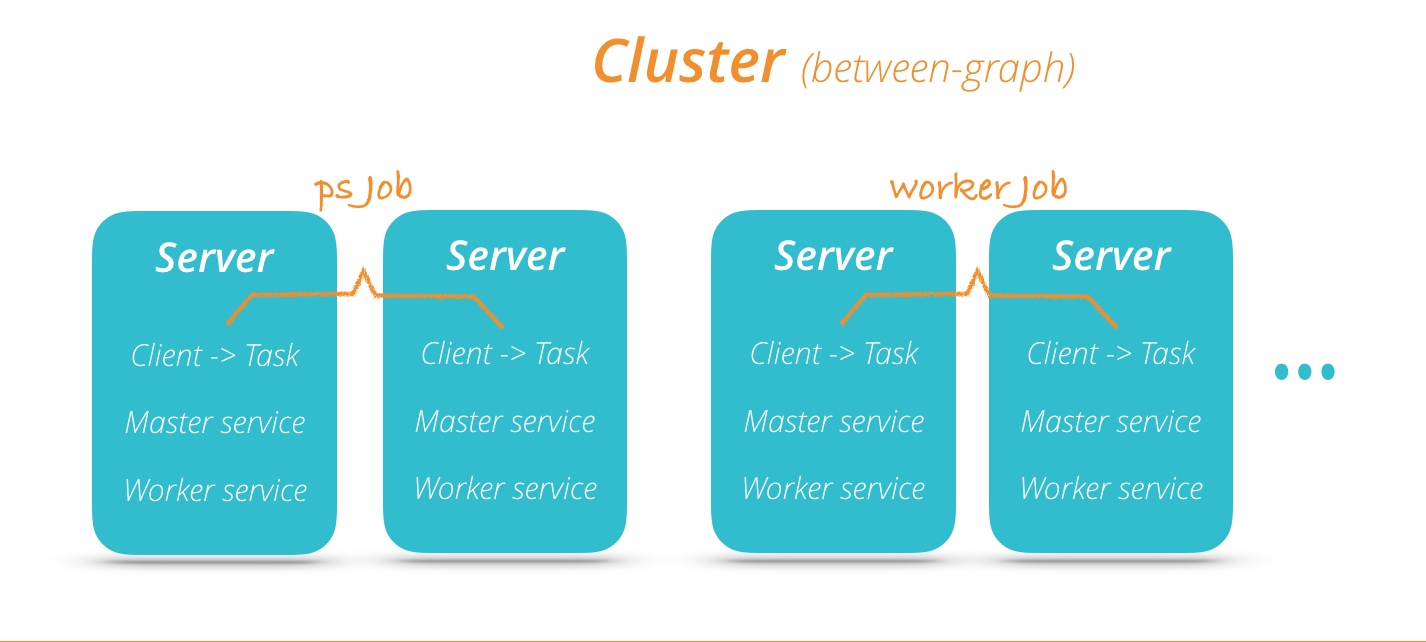 Cluster (between-graph)
ps Job
worker Job
Server
Client -> Task
Master service
Worker service
Server
Client -> Task
Master service
Worker service
Server
Client -> Task
Master service
Worker service
Server
Client -> Task
Master service
Worker service